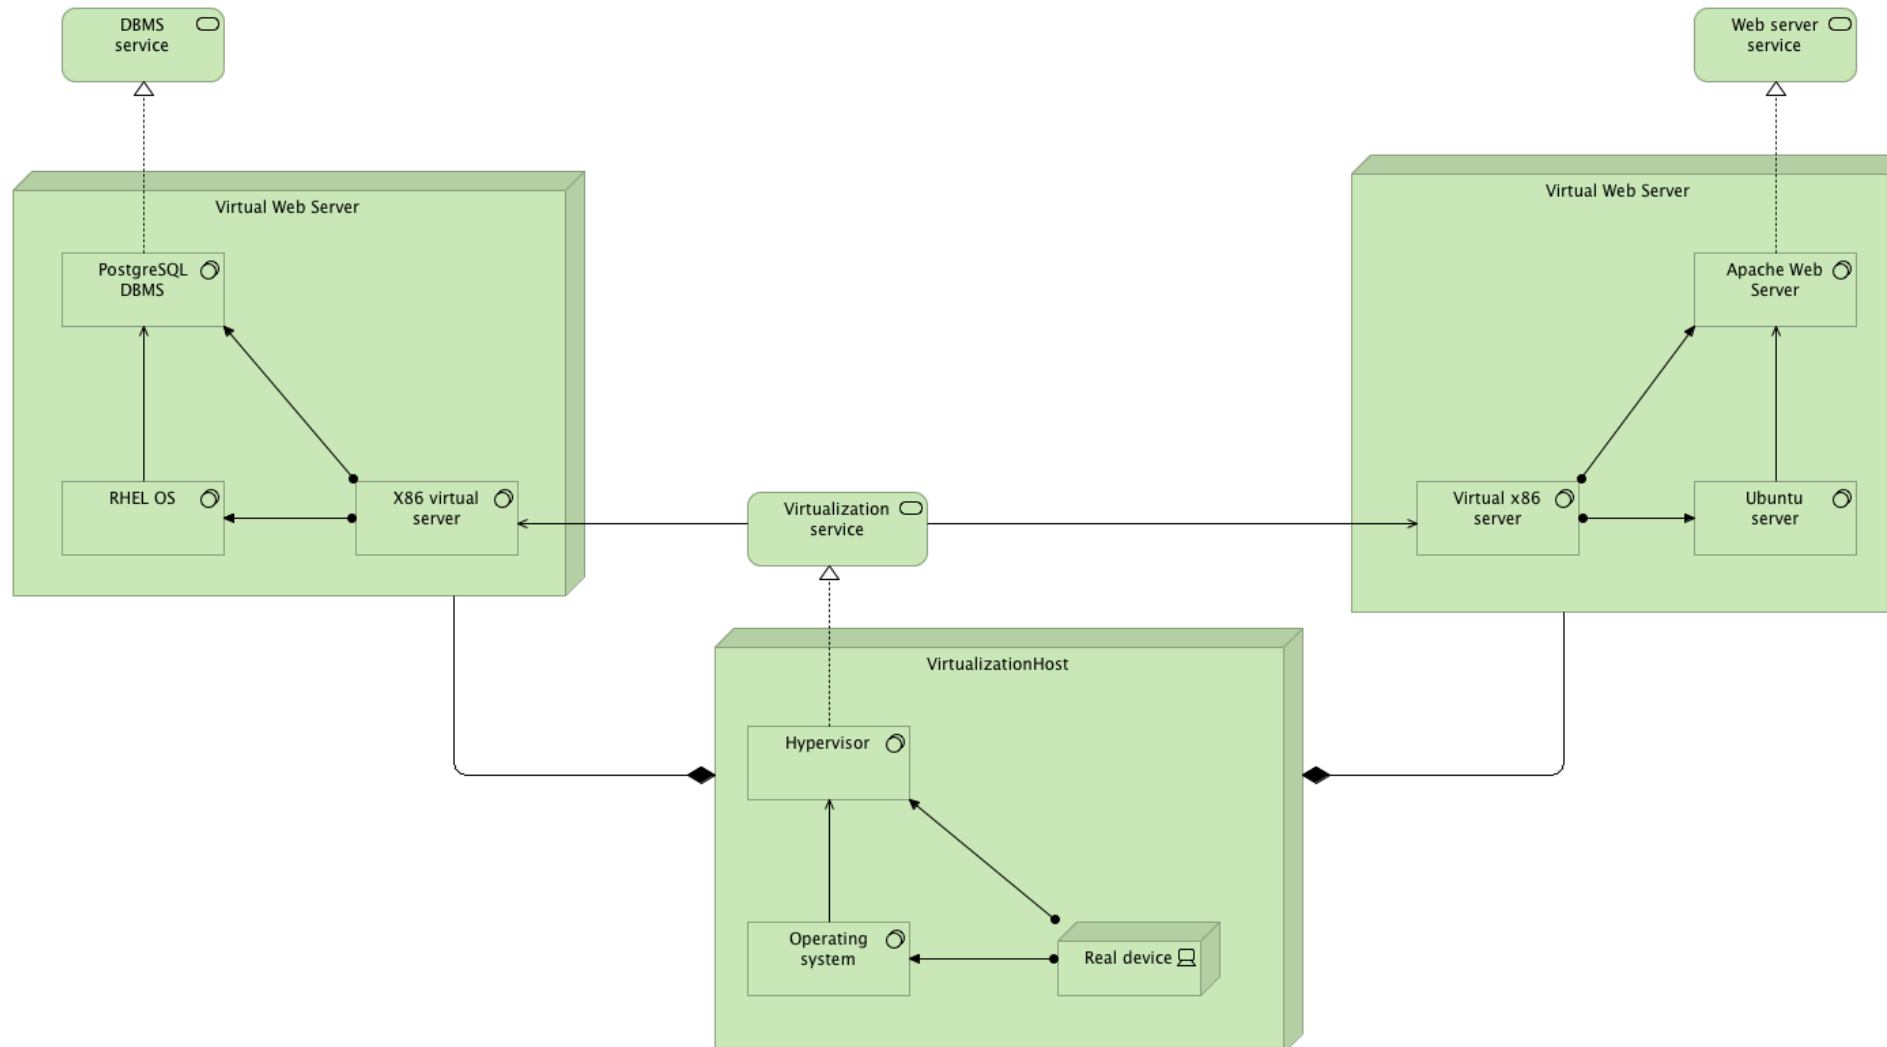 DBMS
service
Web server
service
Virtual Web Server
PostgreSQL
DBMS
RHEL OS
X86 virtual
server
Virtualization
service
Virtual Web Server
Apache Web
Server
Virtual x86
server
Ubuntu
server
VirtualizationHost
Hypervisor
Operating
system
Real device